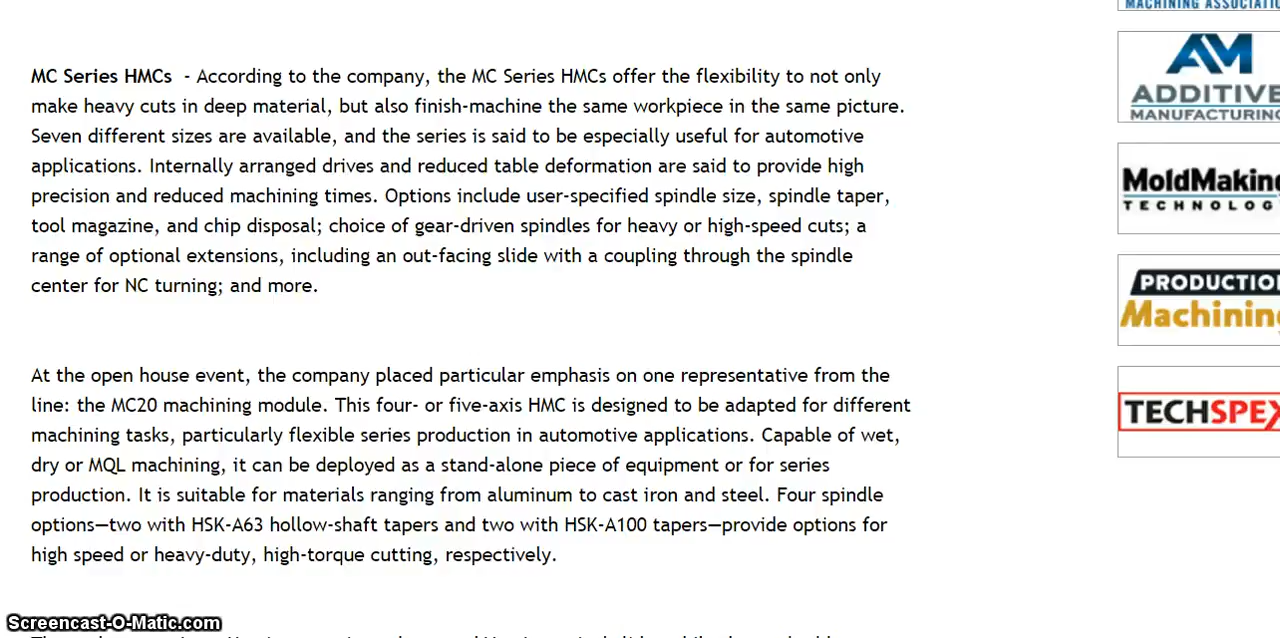 MACHINING ASSOCIATIO
MC Series HMCs - According to the company, the MC Series HMCs offer the flexibility to not only
make heavy cuts in deep material, but also finish-machine the same workpiece in the same picture.
Seven different sizes are available, and the series is said to be especially useful for automotive
applications. Internally arranged drives and reduced table deformation are said to provide high
precision and reduced machining times. Options include user-specified spindle size, spindle taper,
tool magazine, and chip disposal; choice of gear-driven spindles for heavy or high-speed cuts; a
range of optional extensions, including an out-facing slide with a coupling through the spindle
center for NC turning; and more.
At the open house event, the company placed particular emphasis on one representative from the
line: the MC20 machining module. This four- or five-axis HMC is designed to be adapted for different
machining tasks, particularly flexible series production in automotive applications. Capable of wet,
dry or MQL machining, it can be deployed as a stand-alone piece of equipment or for series
production. It is suitable for materials ranging from aluminum to cast iron and steel. Four spindle
options—two with HSK-A63 hollow-shaft tapers and two with HSK-A100 tapers—provide options for
high speed or heavy-duty, high-torque cutting, respectively.
AM
ADDITIVE
MANUFACTURING
MoldMaking
TECHNOLOG
PRODUCTIO
Machining
TECHSPEX
Screencast-O-Matic.com